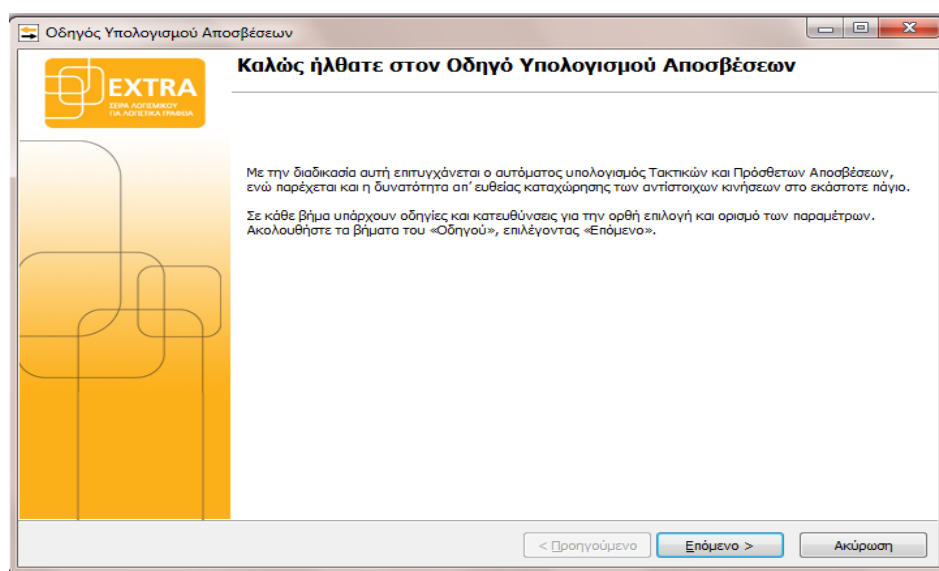 Οδηγός Υπολογισμού Αποσβέσεων
EXTRA
ΣΕΙΡΑ ΛΟΓΙΣΜΙΚΟΥ
ΓΙΑ ΛΟΓΙΣΤΙΚΑ ΓΡΑΦΕΙΑ
Καλώς ήλθατε στον Οδηγό Υπολογισμού Αποσβέσεων
Με την διαδικασία αυτή επιτυγχάνεται ο αυτόματος υπολογισμός Τακτικών και Πρόσθετων Αποσβέσεων,
ενώ παρέχεται και η δυνατότητα απ' ευθείας καταχώρησης των αντίστοιχων κινήσεων στο εκάστοτε πάγιο.
Σε κάθε βήμα υπάρχουν οδηγίες και κατευθύνσεις για την ορθή επιλογή και ορισμό των παραμέτρων.
Ακολουθήστε τα βήματα του «Οδηγού», επιλέγοντας «Επόμενο».
< Προηγούμενο Επόμενο > Ακύρωση